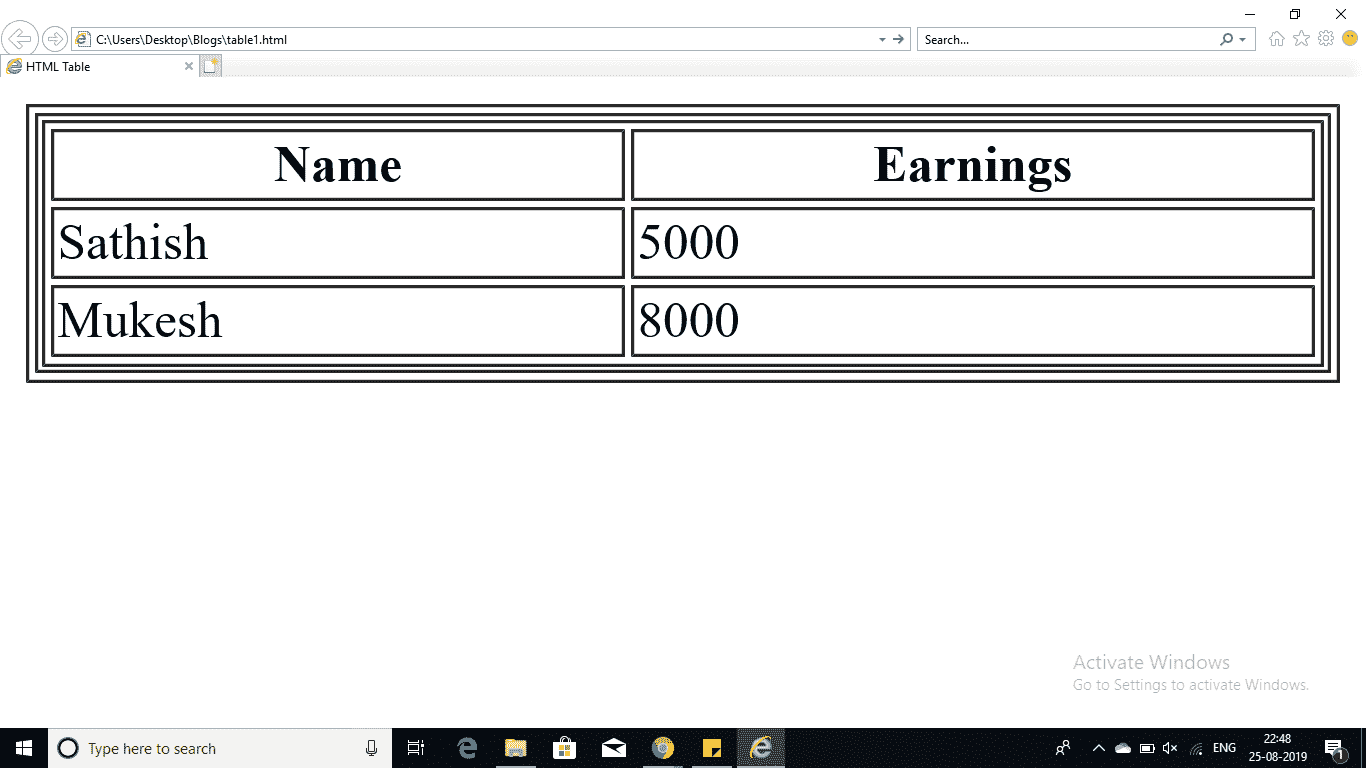 C:\Users\Desktop\Blogs\table1.html
Search...
HTML Table
Name Earnings
Sathish 5000
Mukesh 8000
Activate Windows
Go to Settings to activate Windows.
Type here to search
ENG
22:48
25-08-2019
1